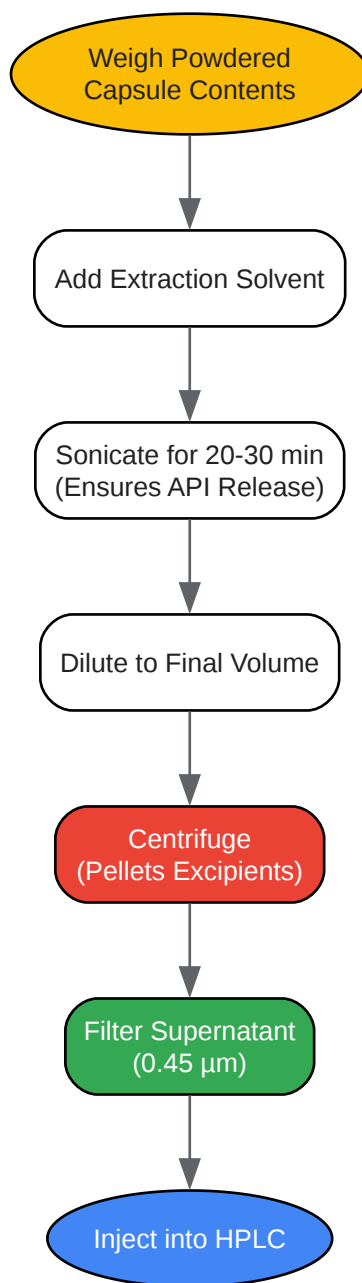 Weigh Powdered
Capsule Contents
Add Extraction Solvent
Sonicate for 20-30 min
(Ensures API Release)
Dilute to Final Volume
Centrifuge
(Pellets Excipients)
Filter Supernatant
(0.45 µm)
Inject into HPLC